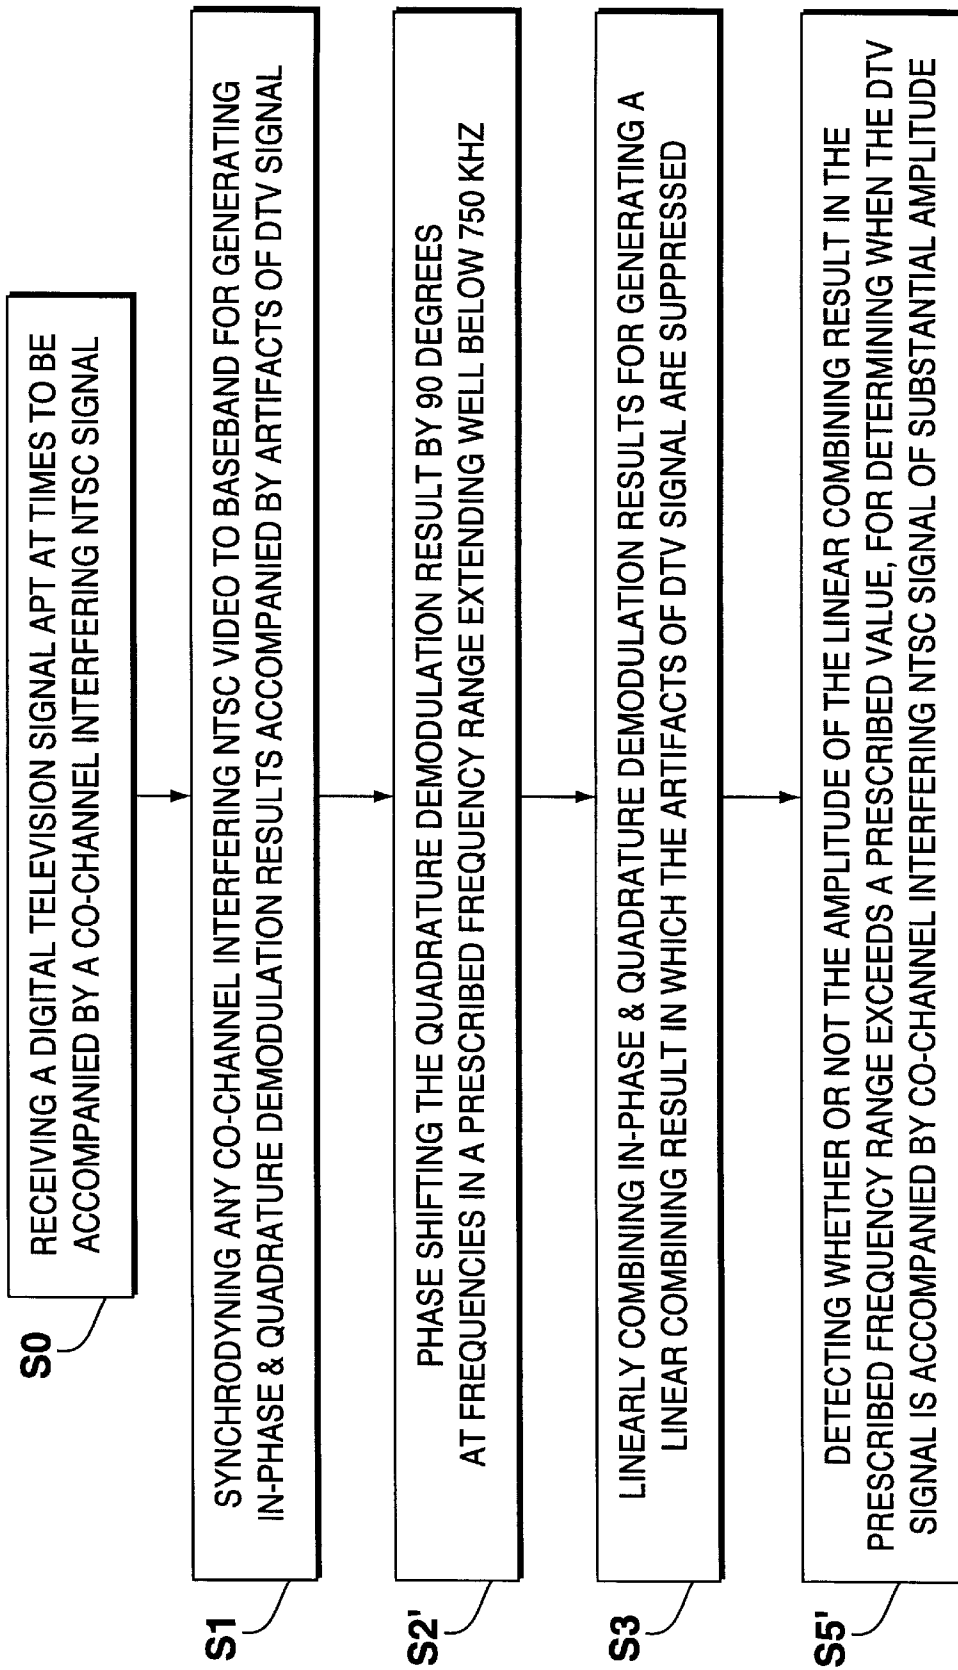 S0
RECEIVING A DIGITAL TELEVISION SIGNAL APT AT TIMES TO BE
ACCOMPANIED BY A CO-CHANNEL INTERFERING NTSC SIGNAL
S1
SYNCHRODYNING ANY CO-CHANNEL INTERFERING NTSC VIDEO TO BASEBAND FOR GENERATING
IN-PHASE & QUADRATURE DEMODULATION RESULTS ACCOMPANIED BY ARTIFACTS OF DTV SIGNAL
S2'
PHASE SHIFTING THE QUADRATURE DEMODULATION RESULT BY 90 DEGREES
AT FREQUENCIES IN A PRESCRIBED FREQUENCY RANGE EXTENDING WELL BELOW 750 KHZ
S3
LINEARLY COMBINING IN-PHASE & QUADRATURE DEMODULATION RESULTS FOR GENERATING A
LINEAR COMBINING RESULT IN WHICH THE ARTIFACTS OF DTV SIGNAL ARE SUPPRESSED
S5'
DETECTING WHETHER OR NOT THE AMPLITUDE OF THE LINEAR COMBINING RESULT IN THE
PRESCRIBED FREQUENCY RANGE EXCEEDS A PRESCRIBED VALUE, FOR DETERMINING WHEN THE DTV
SIGNAL IS ACCOMPANIED BY CO-CHANNEL INTERFERING NTSC SIGNAL OF SUBSTANTIAL AMPLITUDE